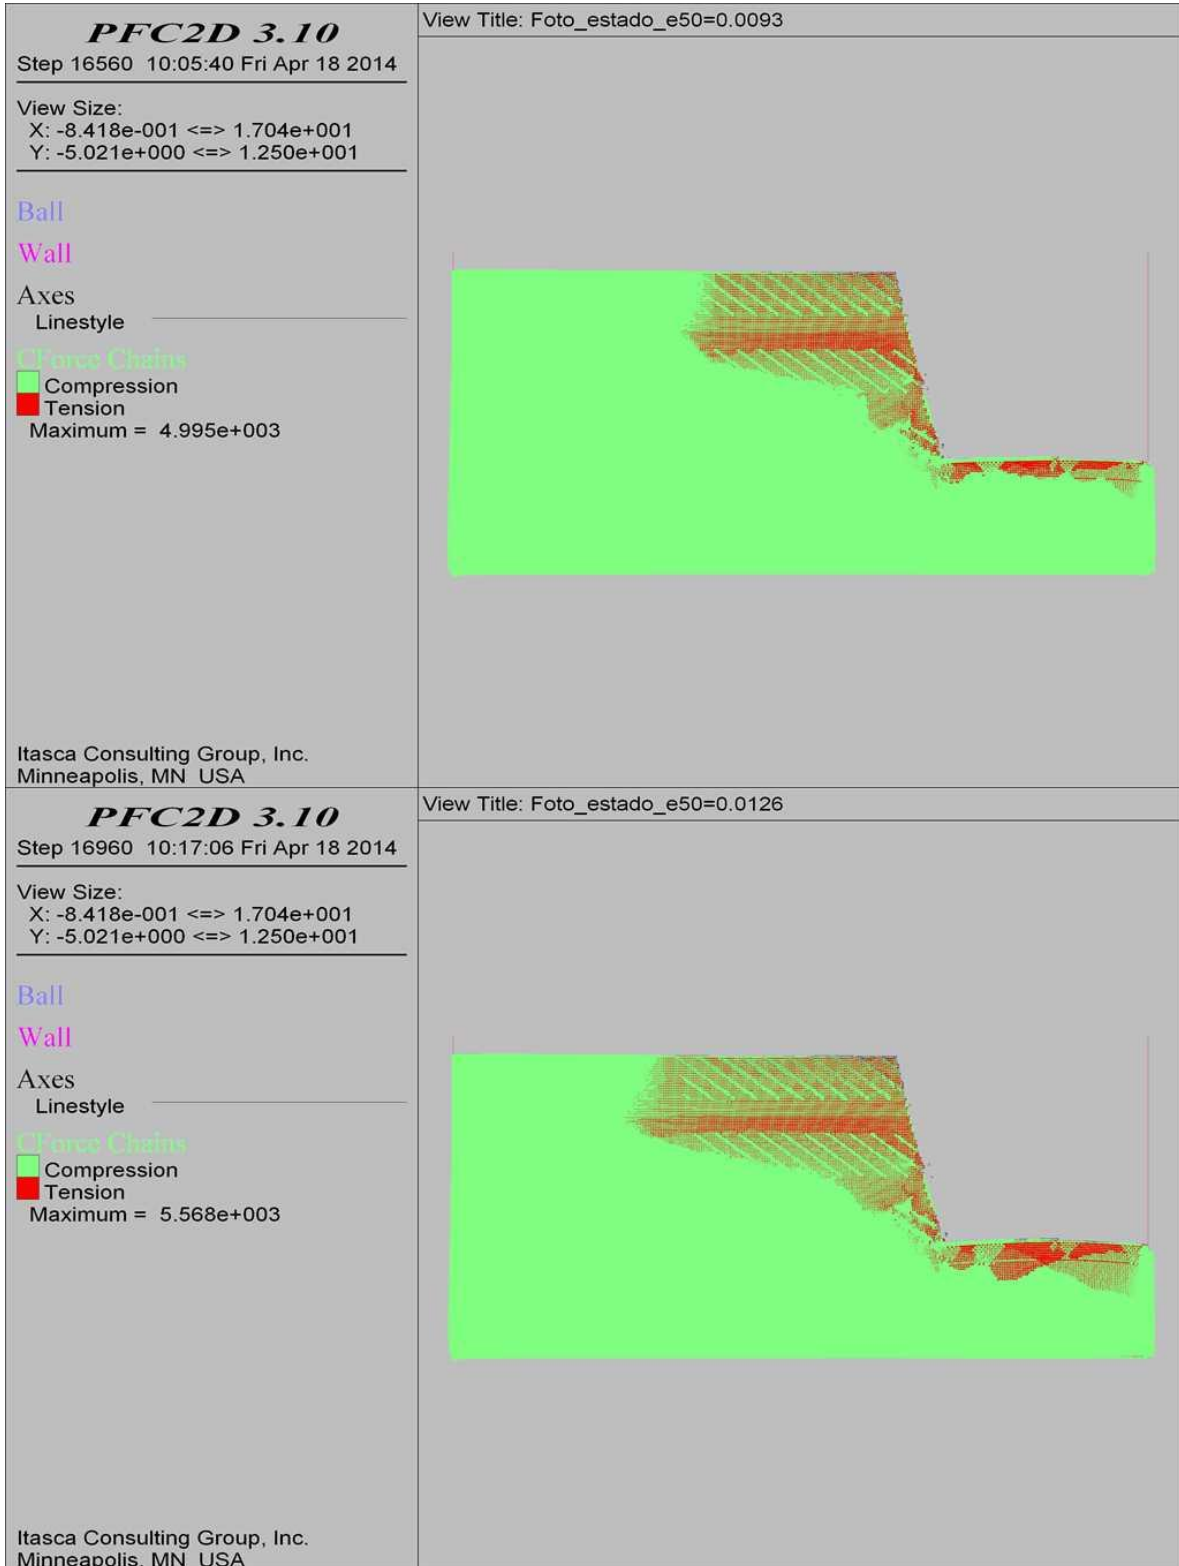 PFC2D 3.10
Step 16560 10:05:40 Fri Apr 18 2014
View Size:
X: -8.418e-001 <=> 1.704e+001
Y: -5.021e+000 <=> 1.250e+001
Ball
Wall
Axes
Linestyle
CForce Chains
Compression
Tension
Maximum = 4.995e+003
Itasca Consulting Group, Inc.
Minneapolis, MN USA
View Title: Foto_estado_e50=0.0093
PFC2D 3.10
Step 16960 10:17:06 Fri Apr 18 2014
View Size:
X: -8.418e-001 <=> 1.704e+001
Y: -5.021e+000 <=> 1.250e+001
Ball
Wall
Axes
Linestyle
CForce Chains
Compression
Tension
Maximum = 5.568e+003
Itasca Consulting Group, Inc.
Minneapolis, MN USA
View Title: Foto_estado_e50=0.0126